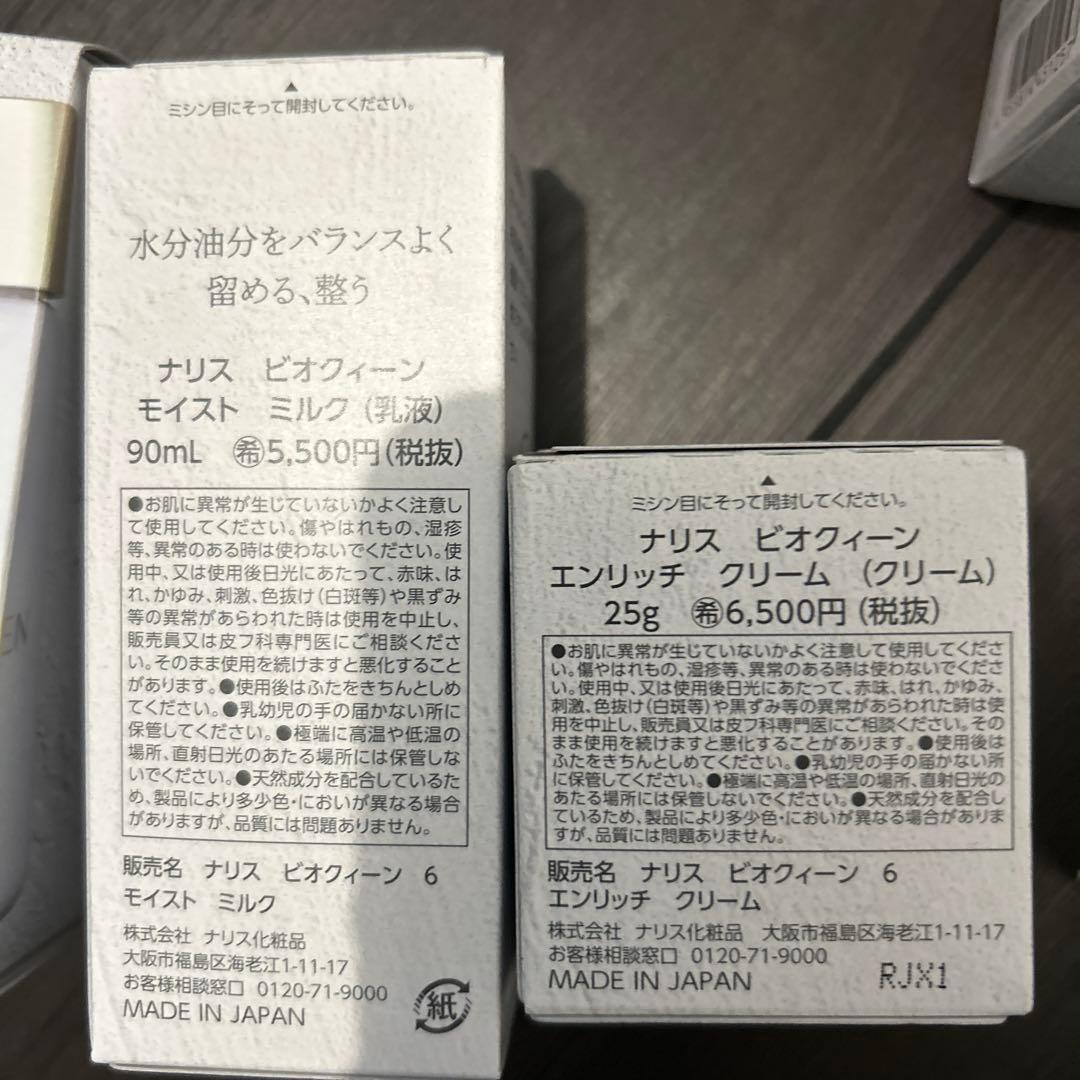 ▲
ミシン目にそって開封してください。
水分油分をバランスよく
留める、整う
ナリス ビオクィーン
モイスト ミルク（乳液）
90mL ㊕5,500円（税抜）
●お肌に異常が生じていないかよく注意し
て使用してください。傷やはれもの、湿疹
等、異常のある時は使わないでください。使
用中、又は使用後日光にあたって、赤味、は
れ、かゆみ、刺激、色抜け（白斑等）や黒ずみ
等の異常があらわれた時は使用を中止し、
販売員又は皮フ科専門医にご相談くださ
い。そのまま使用を続けますと悪化すること
があります。●使用後はふたをきちんとしめ
てください。●乳幼児の手の届かない所に
保管してください。●極端に高温や低温の
場所、直射日光のあたる場所には保管しな
いでください。●天然成分を配合しているた
め、製品により多少色・においが異なる場合
がありますが、品質には問題ありません。
販売名 ナリス ビオクィーン 6
モイスト ミルク
株式会社 ナリス化粧品
大阪市福島区海老江1-11-17
お客様相談窓口 0120-71-9000
MADE IN JAPAN
紙
▲
ミシン目にそって開封してください。
ナリス ビオクィーン
エンリッチ クリーム （クリーム）
25g ㊕6,500円（税抜）
●お肌に異常が生じていないかよく注意して使用してくださ
い。傷やはれもの、湿疹等、異常のある時は使わないでくださ
い。使用中、又は使用後日光にあたって、赤味、はれ、かゆみ、
刺激、色抜け（白斑等）や黒ずみ等の異常があらわれた時は使
用を中止し、販売員又は皮フ科専門医にご相談ください。その
まま使用を続けますと悪化することがあります。●使用後は
ふたをきちんとしめてください。●乳幼児の手の届かない所
に保管してください。●極端に高温や低温の場所、直射日光の
あたる場所には保管しないでください。●天然成分を配合し
ているため、製品により多少色・においが異なる場合がありま
すが、品質には問題ありません。
販売名 ナリス ビオクィーン 6
エンリッチ クリーム
株式会社 ナリス化粧品 大阪市福島区海老江1-11-17
お客様相談窓口 0120-71-9000
MADE IN JAPAN
RJX1